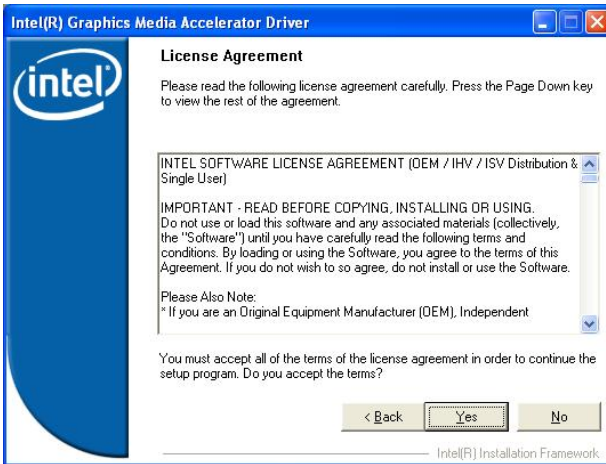 Intel(R) Graphics Media Accelerator Driver
intel
License Agreement
Please read the following license agreement carefully. Press the Page Down key
to view the rest of the agreement.
INTEL SOFTWARE LICENSE AGREEMENT (OEM / IHV / ISV Distribution &
Single User)
IMPORTANT - READ BEFORE COPYING, INSTALLING OR USING.
Do not use or load this software and any associated materials (collectively,
the "Software") until you have carefully read the following terms and
conditions. By loading or using the Software, you agree to the terms of this
Agreement. If you do not wish to so agree, do not install or use the Software.
Please Also Note:
* If you are an Original Equipment Manufacturer (OEM), Independent
You must accept all of the terms of the license agreement in order to continue the
setup program. Do you accept the terms?
< Back Yes No
Intel(R) Installation Framework